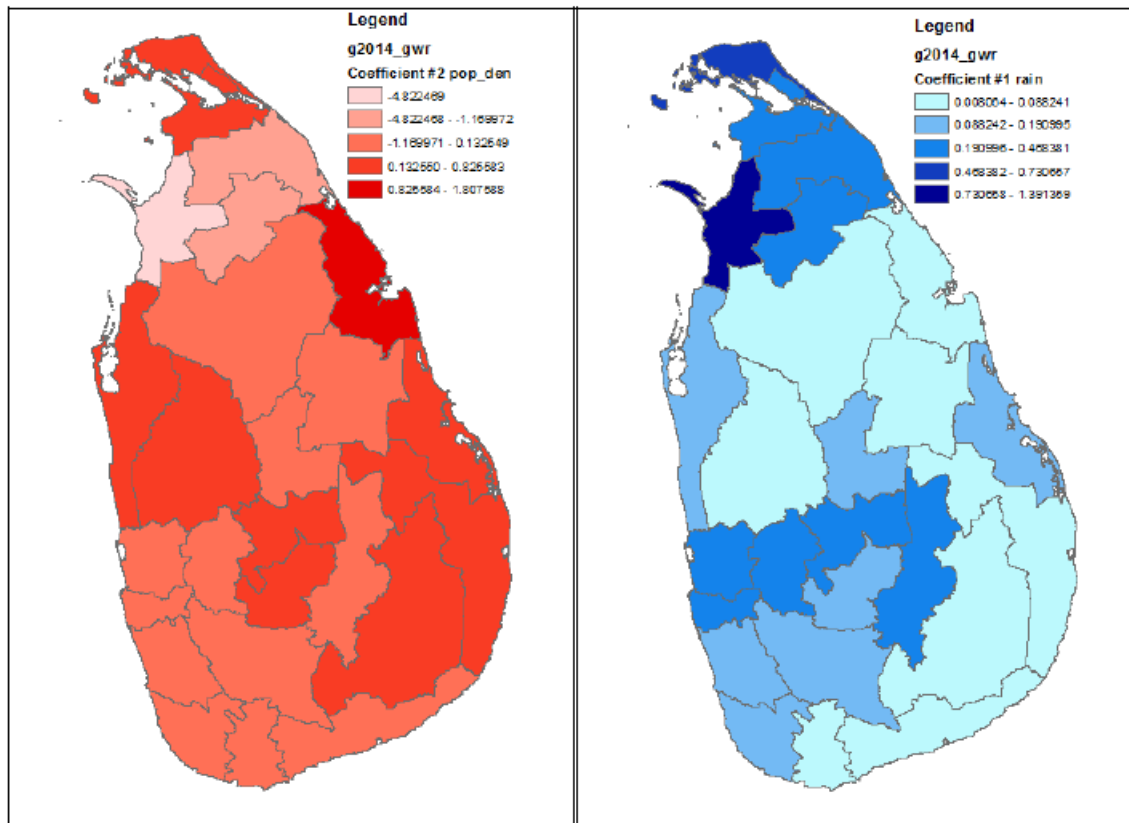 Legend
g2014_gwr
Coefficient #2 pop_den
-4.822469
-4.822468 - -1.169972
-1.169971 - 0.132549
0.132550 - 0.826583
0.826584 - 1.807688
Legend
g2014_gwr
Coefficient #1 rain
0.008064 - 0.088241
0.088242 - 0.190995
0.190996 - 0.468381
0.468382 - 0.730667
0.730668 - 1.391369